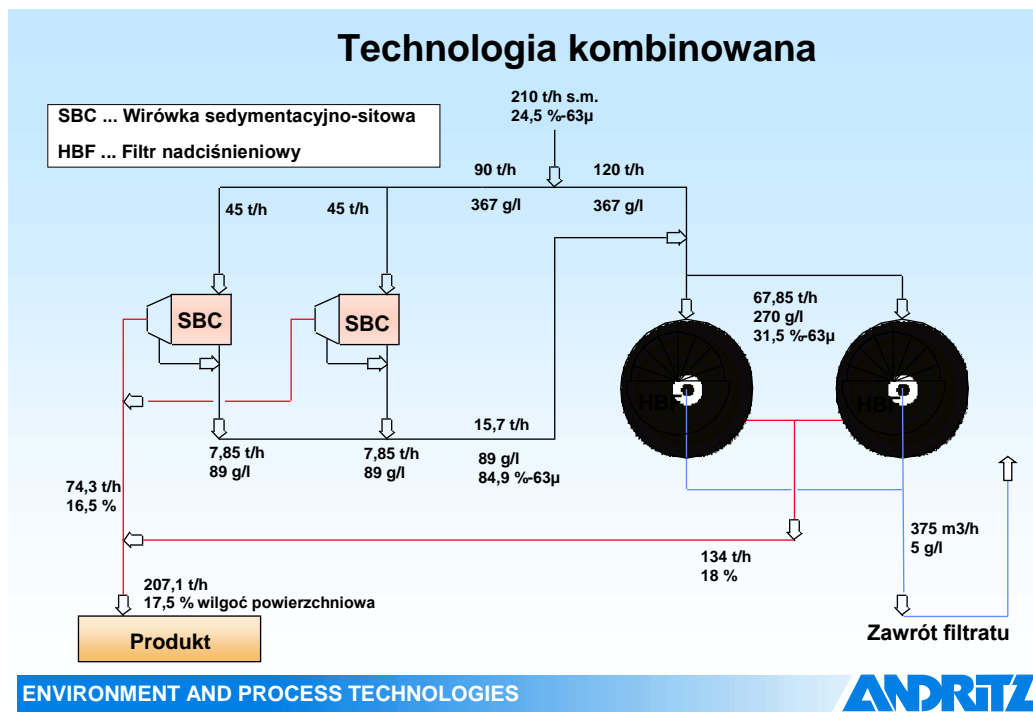 Technologia kombinowana
SBC ... Wirówka sedymentacyjno-sitowa
HBF ... Filtr nadciśnieniowy
210 t/h s.m.
24,5 %-63µ
90 t/h
120 t/h
367 g/l
367 g/l
45 t/h
45 t/h
SBC
SBC
67,85 t/h
270 g/l
31,5 %-63µ
HBF
HBF
15,7 t/h
89 g/l
84,9 %-63µ
7,85 t/h
89 g/l
7,85 t/h
89 g/l
74,3 t/h
16,5 %
375 m3/h
5 g/l
134 t/h
18 %
207,1 t/h
17,5 % wilgoć powierzchniowa
Produkt
Zawrót filtratu
ENVIRONMENT AND PROCESS TECHNOLOGIES
ANDRITZ